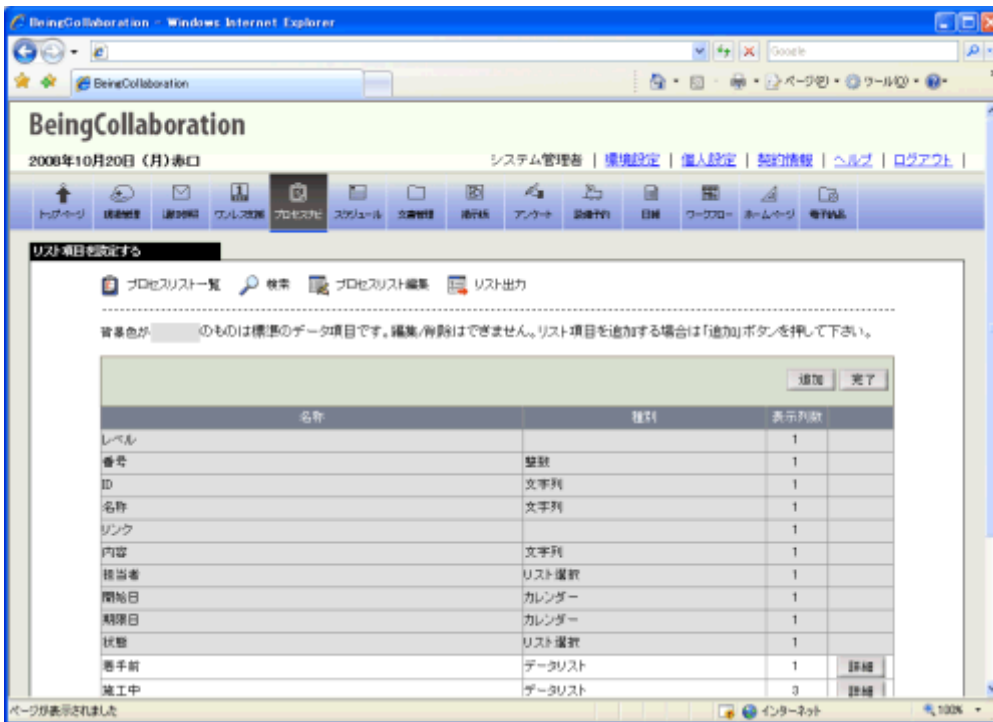 BeingCollaboration - Windows Internet Explorer
Google
BeingCollaboration
ページ(P)
ツール(O)
BeingCollaboration
2008年10月20日 (月)赤口
システム管理者 | 環境設定 | 個人設定 | 契約情報 | ヘルプ | ログアウト |
トップページ
プロセスナビ
スケジュール
文書管理
掲示板
アンケート
設備予約
日報
ワークフロー
ホームページ
電子納品
リスト項目を設定する
プロセスリスト一覧
検索
プロセスリスト編集
リスト出力
背景色が のものは標準のデータ項目です。編集/削除はできません。リスト項目を追加する場合は「追加」ボタンを押して下さい。
追加 完了
名称 種別 表示列数
レベル 1
番号 整数 1
ID 文字列 1
名称 文字列 1
リンク 1
内容 文字列 1
担当者 リスト選択 1
開始日 カレンダー 1
期限日 カレンダー 1
状態 リスト選択 1
着手前 データリスト 1 詳細
施工中 データリスト 3 詳細
ページが表示されました
インターネット
100%